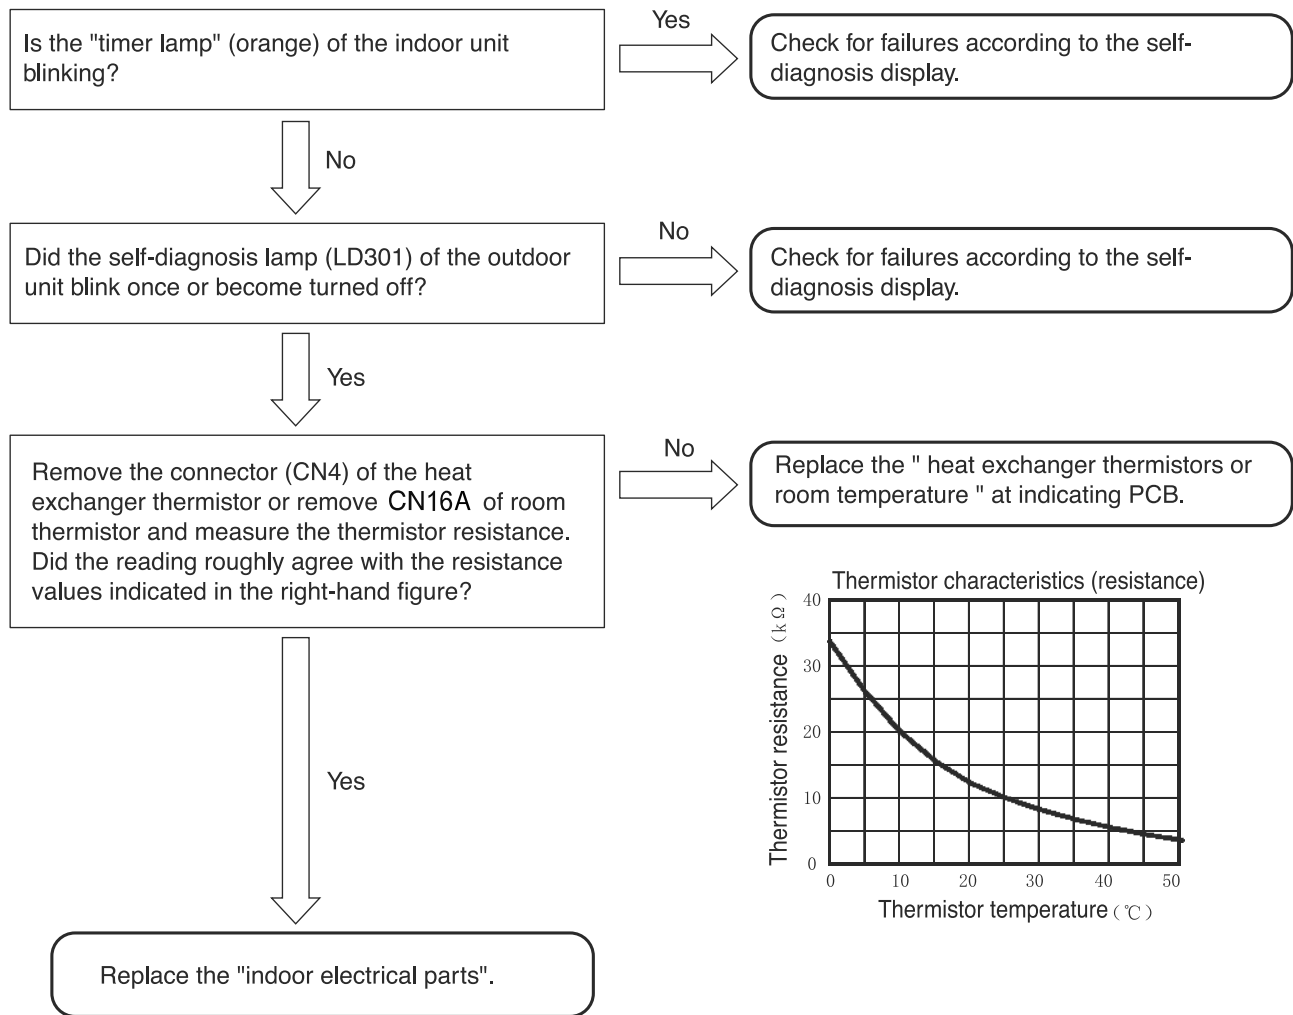 Is the "timer lamp" (orange) of the indoor unit
blinking?
Yes
Check for failures according to the self-
diagnosis display.
No
Did the self-diagnosis lamp (LD301) of the outdoor
unit blink once or become turned off?
No
Check for failures according to the self-
diagnosis display.
Yes
Remove the connector (CN4) of the heat
exchanger thermistor or remove CN16A of room
thermistor and measure the thermistor resistance.
Did the reading roughly agree with the resistance
values indicated in the right-hand figure?
No
Replace the " heat exchanger thermistors or
room temperature " at indicating PCB.
Thermistor characteristics (resistance)
Thermistor resistance (kΩ)
40
30
20
10
0
0 10 20 30 40 50
Thermistor temperature (℃)
Yes
Replace the "indoor electrical parts".